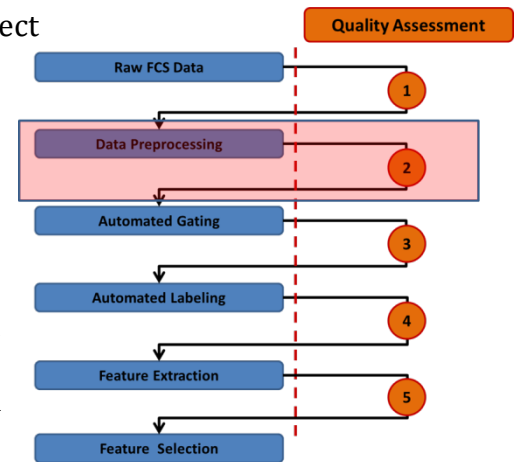 ect
Quality Assessment
Raw FCS Data
1
Data Preprocessing
2
Automated Gating
3
Automated Labeling
4
Feature Extraction
5
Feature Selection